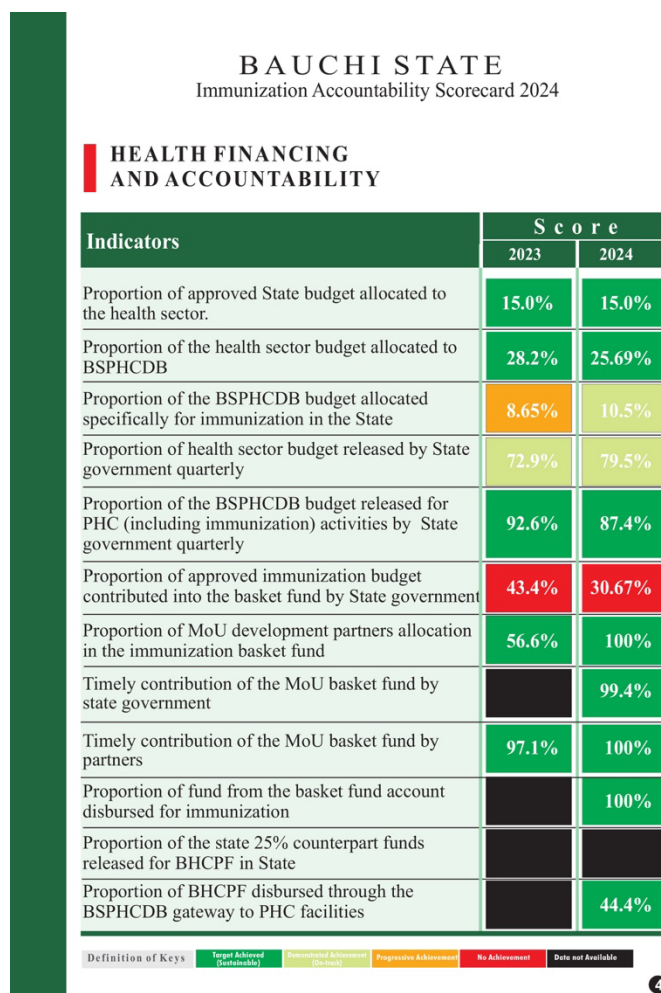 BAUCHI STATE
Immunization Accountability Scorecard 2024
HEALTH FINANCING
AND ACCOUNTABILITY
Indicators
Score
2023
2024
Proportion of approved State budget allocated to
the health sector.
15.0%
15.0%
Proportion of the health sector budget allocated to
BSPHCDB
28.2%
25.69%
Proportion of the BSPHCDB budget allocated
specifically for immunization in the State
8.65%
10.5%
Proportion of health sector budget released by State
government quarterly
72.9%
79.5%
Proportion of the BSPHCDB budget released for
PHC (including immunization) activities by State
government quarterly
92.6%
87.4%
Proportion of approved immunization budget
contributed into the basket fund by State government
43.4%
30.67%
Proportion of MoU development partners allocation
in the immunization basket fund
56.6%
100%
Timely contribution of the MoU basket fund by
state government
99.4%
Timely contribution of the MoU basket fund by
partners
97.1%
100%
Proportion of fund from the basket fund account
disbursed for immunization
100%
Proportion of the state 25% counterpart funds
released for BHCPF in State
Proportion of BHCPF disbursed through the
BSPHCDB gateway to PHC facilities
44.4%
Definition of Keys
Target Achieved
(Sustainable)
Demonstrated Achievement
(On-track)
Progressive Achievement
No Achievement
Data not Available
4